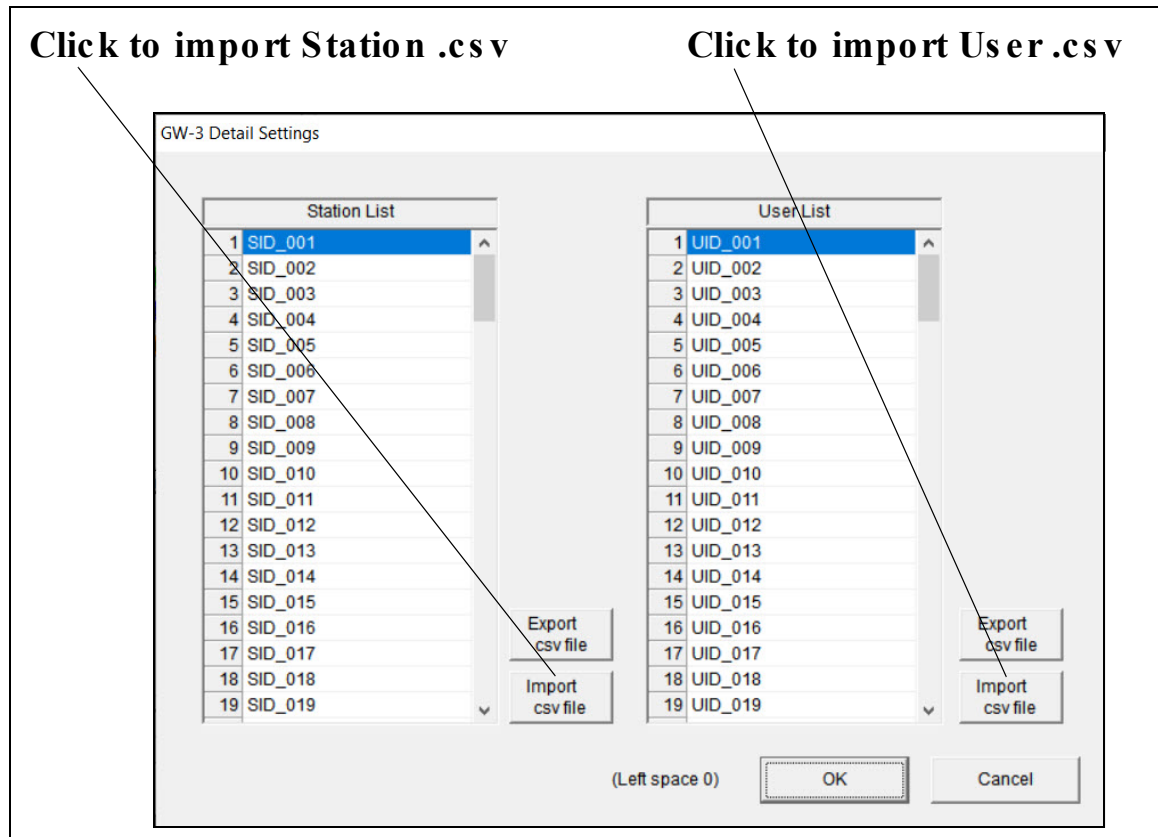 Click to import Station .csv
Click to import User .csv
GW-3 Detail Settings
Station List
1 SID_001
2 SID_002
3 SID_003
4 SID_004
5 SID_005
6 SID_006
7 SID_007
8 SID_008
9 SID_009
10 SID_010
11 SID_011
12 SID_012
13 SID_013
14 SID_014
15 SID_015
16 SID_016
17 SID_017
18 SID_018
19 SID_019
Export
csv file
Import
csv file
User List
1 UID_001
2 UID_002
3 UID_003
4 UID_004
5 UID_005
6 UID_006
7 UID_007
8 UID_008
9 UID_009
10 UID_010
11 UID_011
12 UID_012
13 UID_013
14 UID_014
15 UID_015
16 UID_016
17 UID_017
18 UID_018
19 UID_019
Export
csv file
Import
csv file
(Left space 0)
OK
Cancel